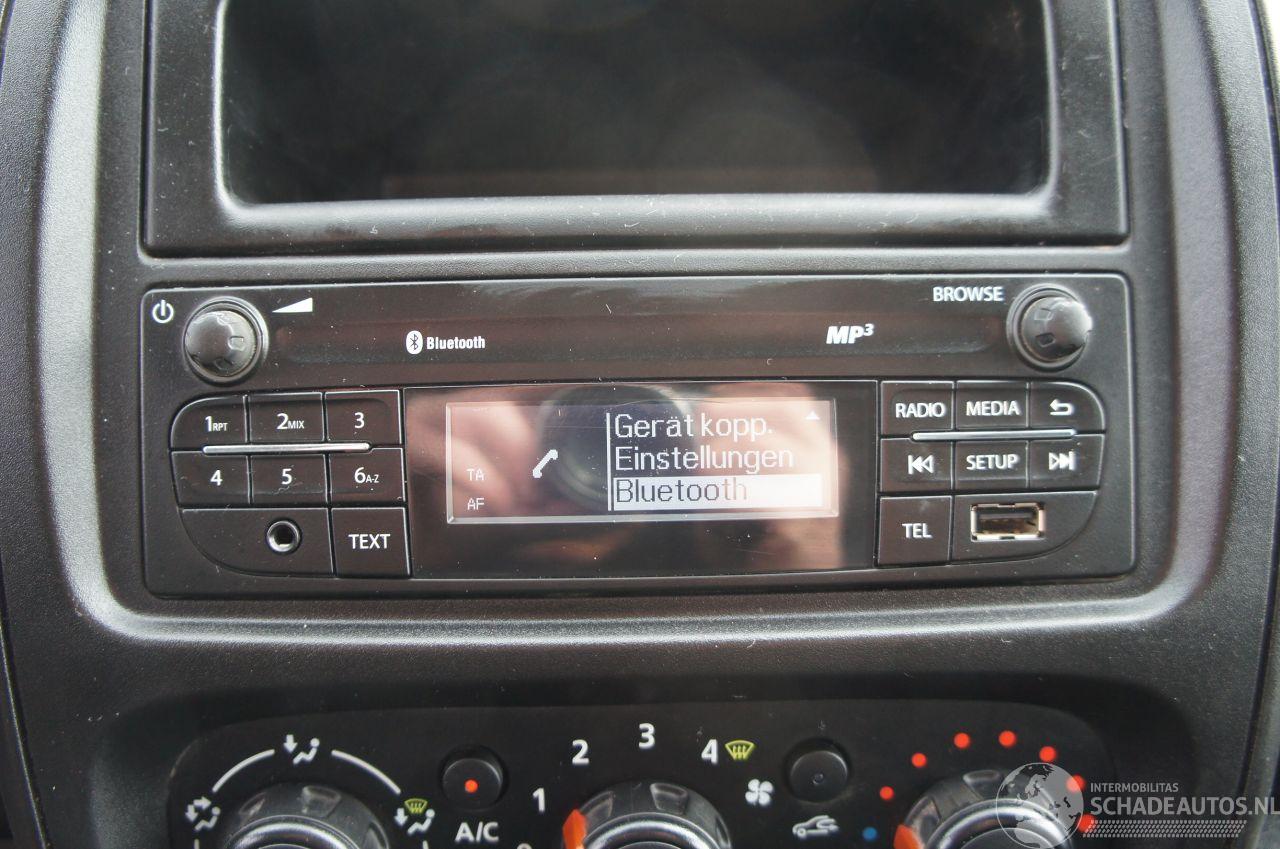 BROWSE
Bluetooth
MP3
1RPT 2MIX 3
RADIO MEDIA
Gerät kopp.
Einstellungen
Bluetooth
TA
AF
4 5 6A-Z
SETUP
TEXT
TEL
1 2 3 4
A/C
INTERMOBILITAS
SCHADEAUTOS.NL